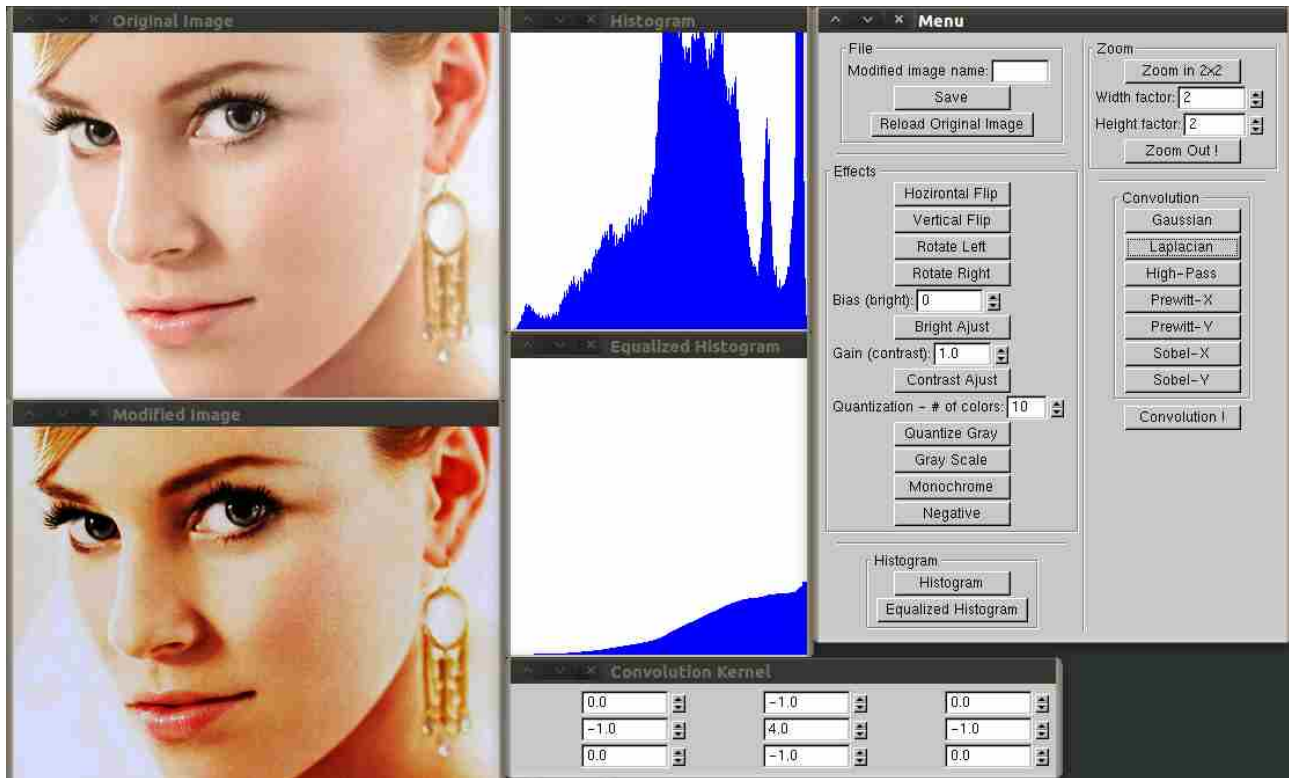 Original Image
Histogram
Menu
File
Modified image name:
Save
Reload Original Image
Effects
Hozirontal Flip
Vertical Flip
Rotate Left
Rotate Right
Bias (bright): 0
Bright Ajust
Gain (contrast): 1.0
Contrast Ajust
Quantization - # of colors: 10
Quantize Gray
Gray Scale
Monochrome
Negative
Histogram
Histogram
Equalized Histogram
Zoom
Zoom in 2x2
Width factor: 2
Height factor: 2
Zoom Out !
Convolution
Gaussian
Laplacian
High-Pass
Prewitt-X
Prewitt-Y
Sobel-X
Sobel-Y
Convolution !
Equalized Histogram
Modified Image
Convolution Kernel
0.0 -1.0 0.0
-1.0 4.0 -1.0
0.0 -1.0 0.0